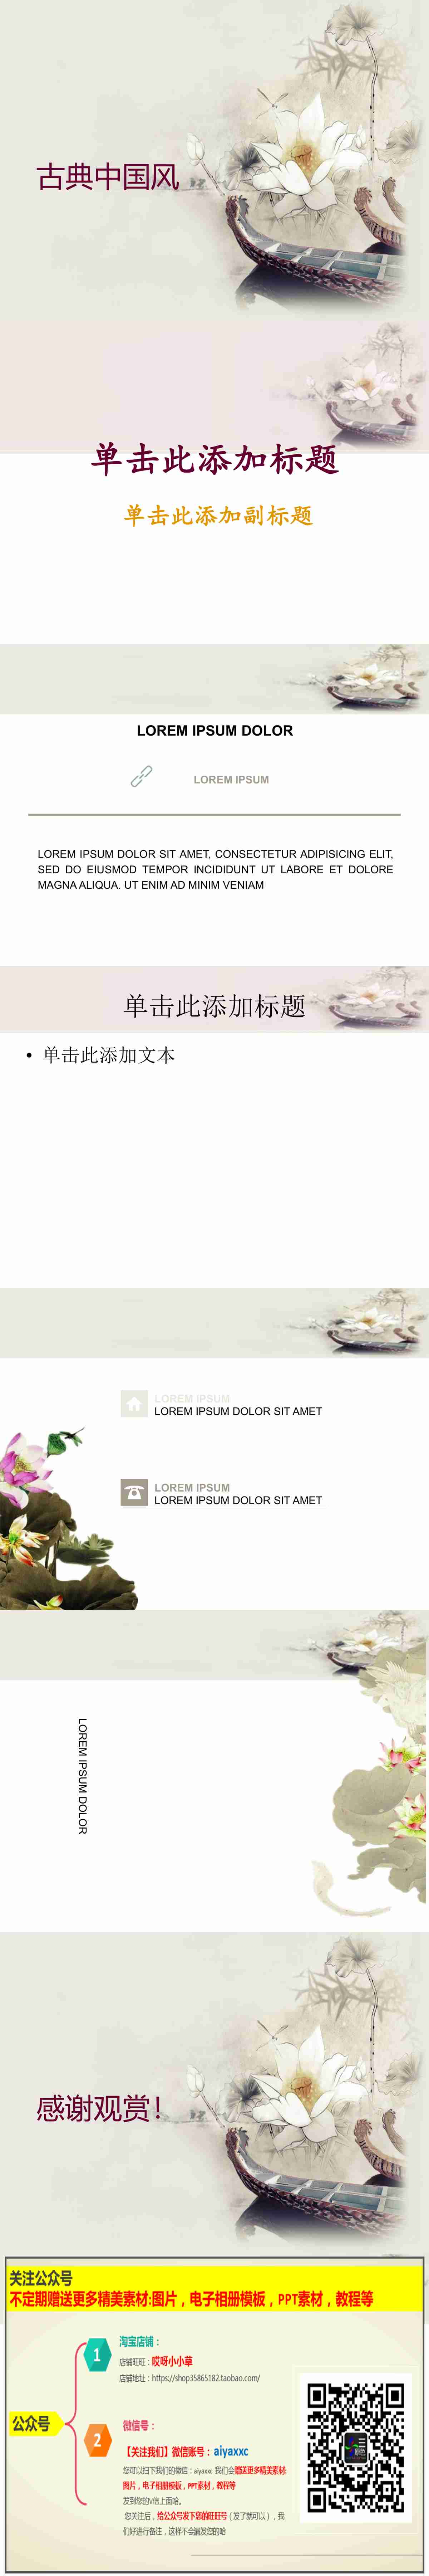 古典中国风
单击此添加标题
单击此添加副标题
LOREM IPSUM DOLOR
LOREM IPSUM
LOREM IPSUM DOLOR SIT AMET, CONSECTETUR ADIPISICING ELIT,
SED DO EIUSMOD TEMPOR INCIDIDUNT UT LABORE ET DOLORE
MAGNA ALIQUA. UT ENIM AD MINIM VENIAM
单击此添加标题
• 单击此添加文本
LOREM IPSUM
LOREM IPSUM DOLOR SIT AMET
LOREM IPSUM
LOREM IPSUM DOLOR SIT AMET
LOREM IPSUM DOLOR
感谢观赏!
关注公众号
不定期赠送更多精美素材:图片，电子相册模板，PPT素材，教程等
公众号
1
淘宝店铺：
店铺旺旺：哎呀小小草
店铺地址：https://shop35865182.taobao.com/
2
微信号：
【关注我们】微信账号：aiyaxxc
您可以扫下我们的微信：aiyaxxc 我们会赠送更多精美素材:
图片，电子相册模板，PPT素材，教程等
发到您的V信上面哈。
您关注后，给公众号发下您的旺旺号（发了就可以），我
们好进行备注，这样不会漏发您的哈